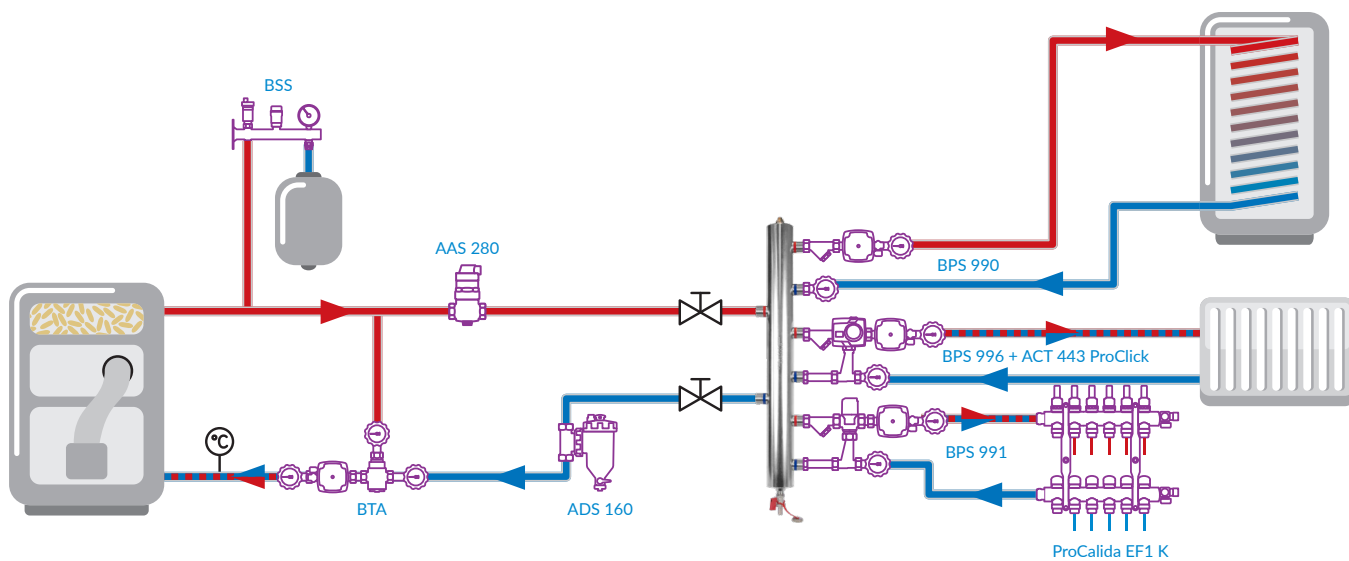 BSS
AAS 280
BPS 990
BPS 996 + ACT 443 ProClick
°C
BPS 991
BTA
ADS 160
ProCalida EF1 K